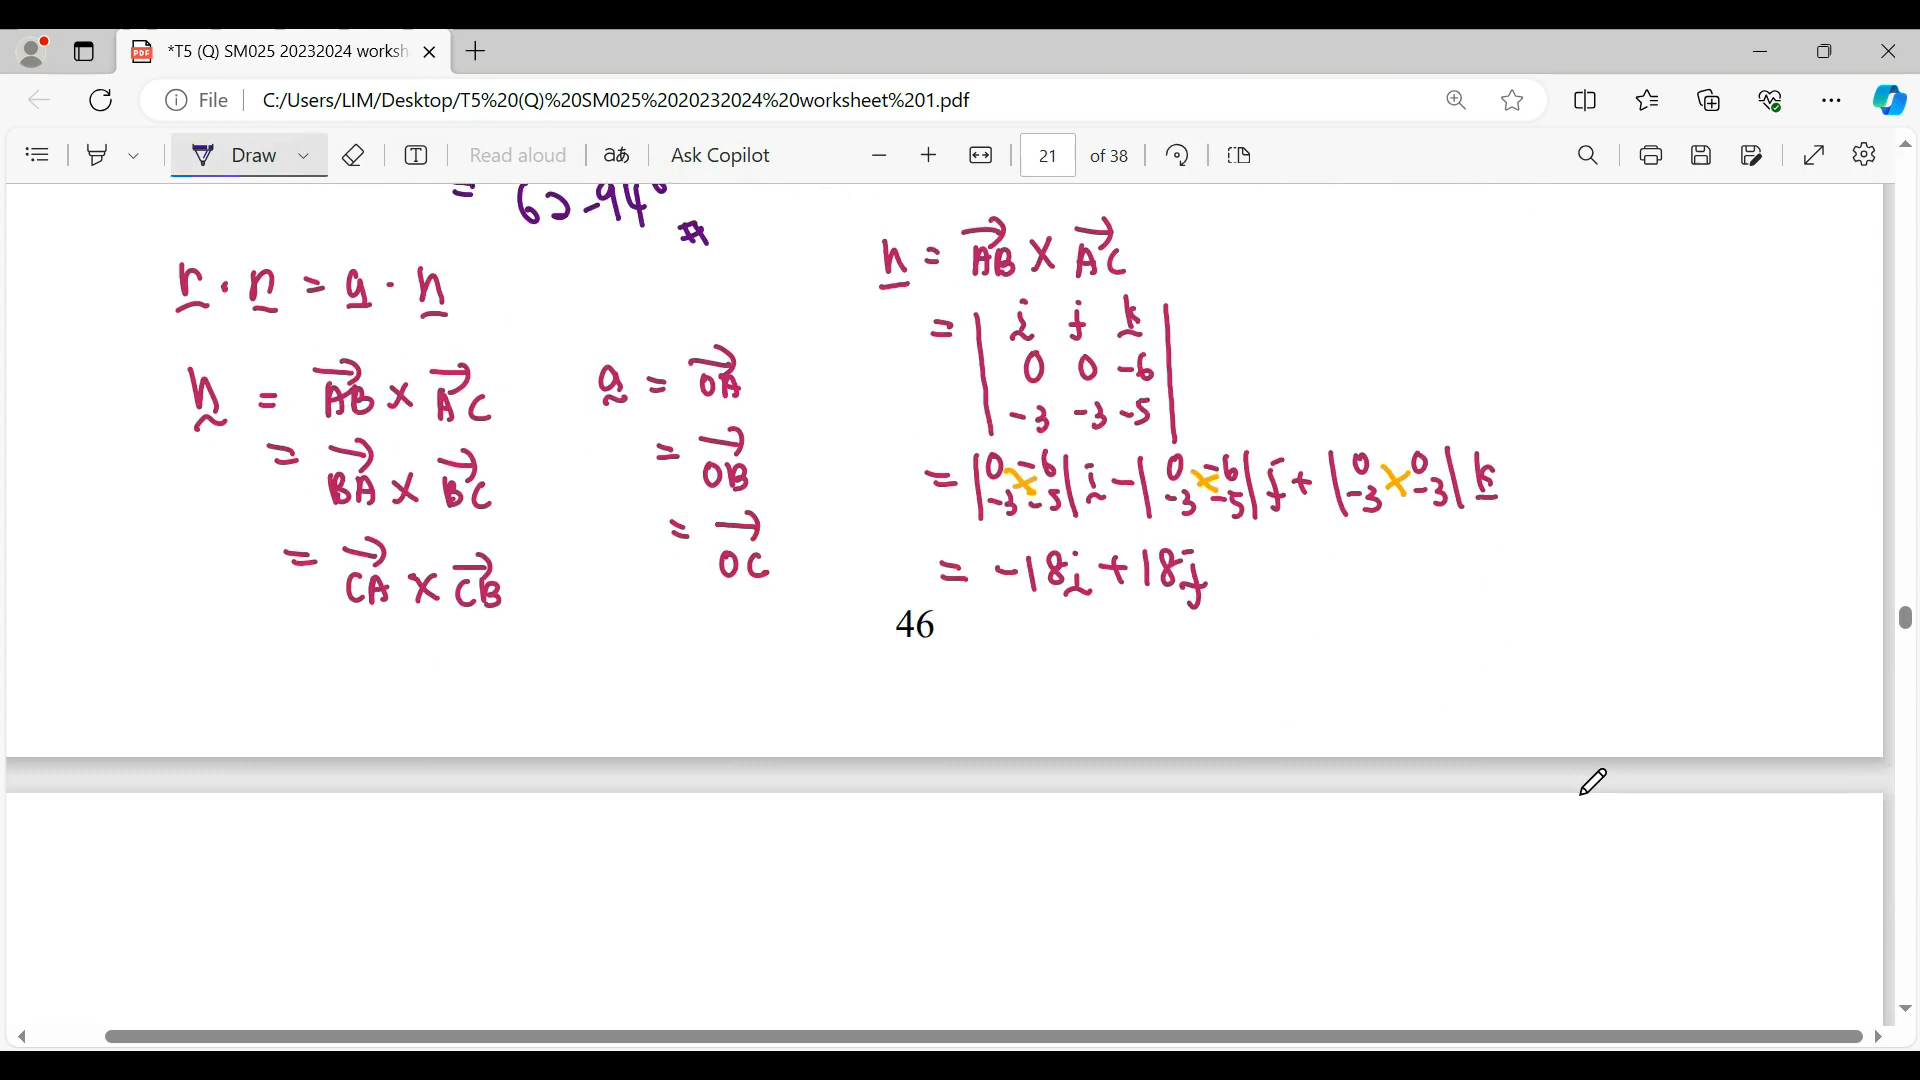 *T5 (Q) SM025 20232024 worksh
File
C:/Users/LIM/Desktop/T5%20(Q)%20SM025%2020232024%20worksheet%201.pdf
Draw
T
Read aloud
aあ
Ask Copilot
21 of 38
= 62.94° #
r · n = a · n
n = AB × AC
= BA × BC
= CA × CB
a = OA
= OB
= OC
n = AB × AC
= | i j k |
0 0 -6
-3 -3 -5
= |0 -6| i - |0 -6| j + |0 0| k
-3 -5 -3 -5 -3 -3
= -18i + 18j
46